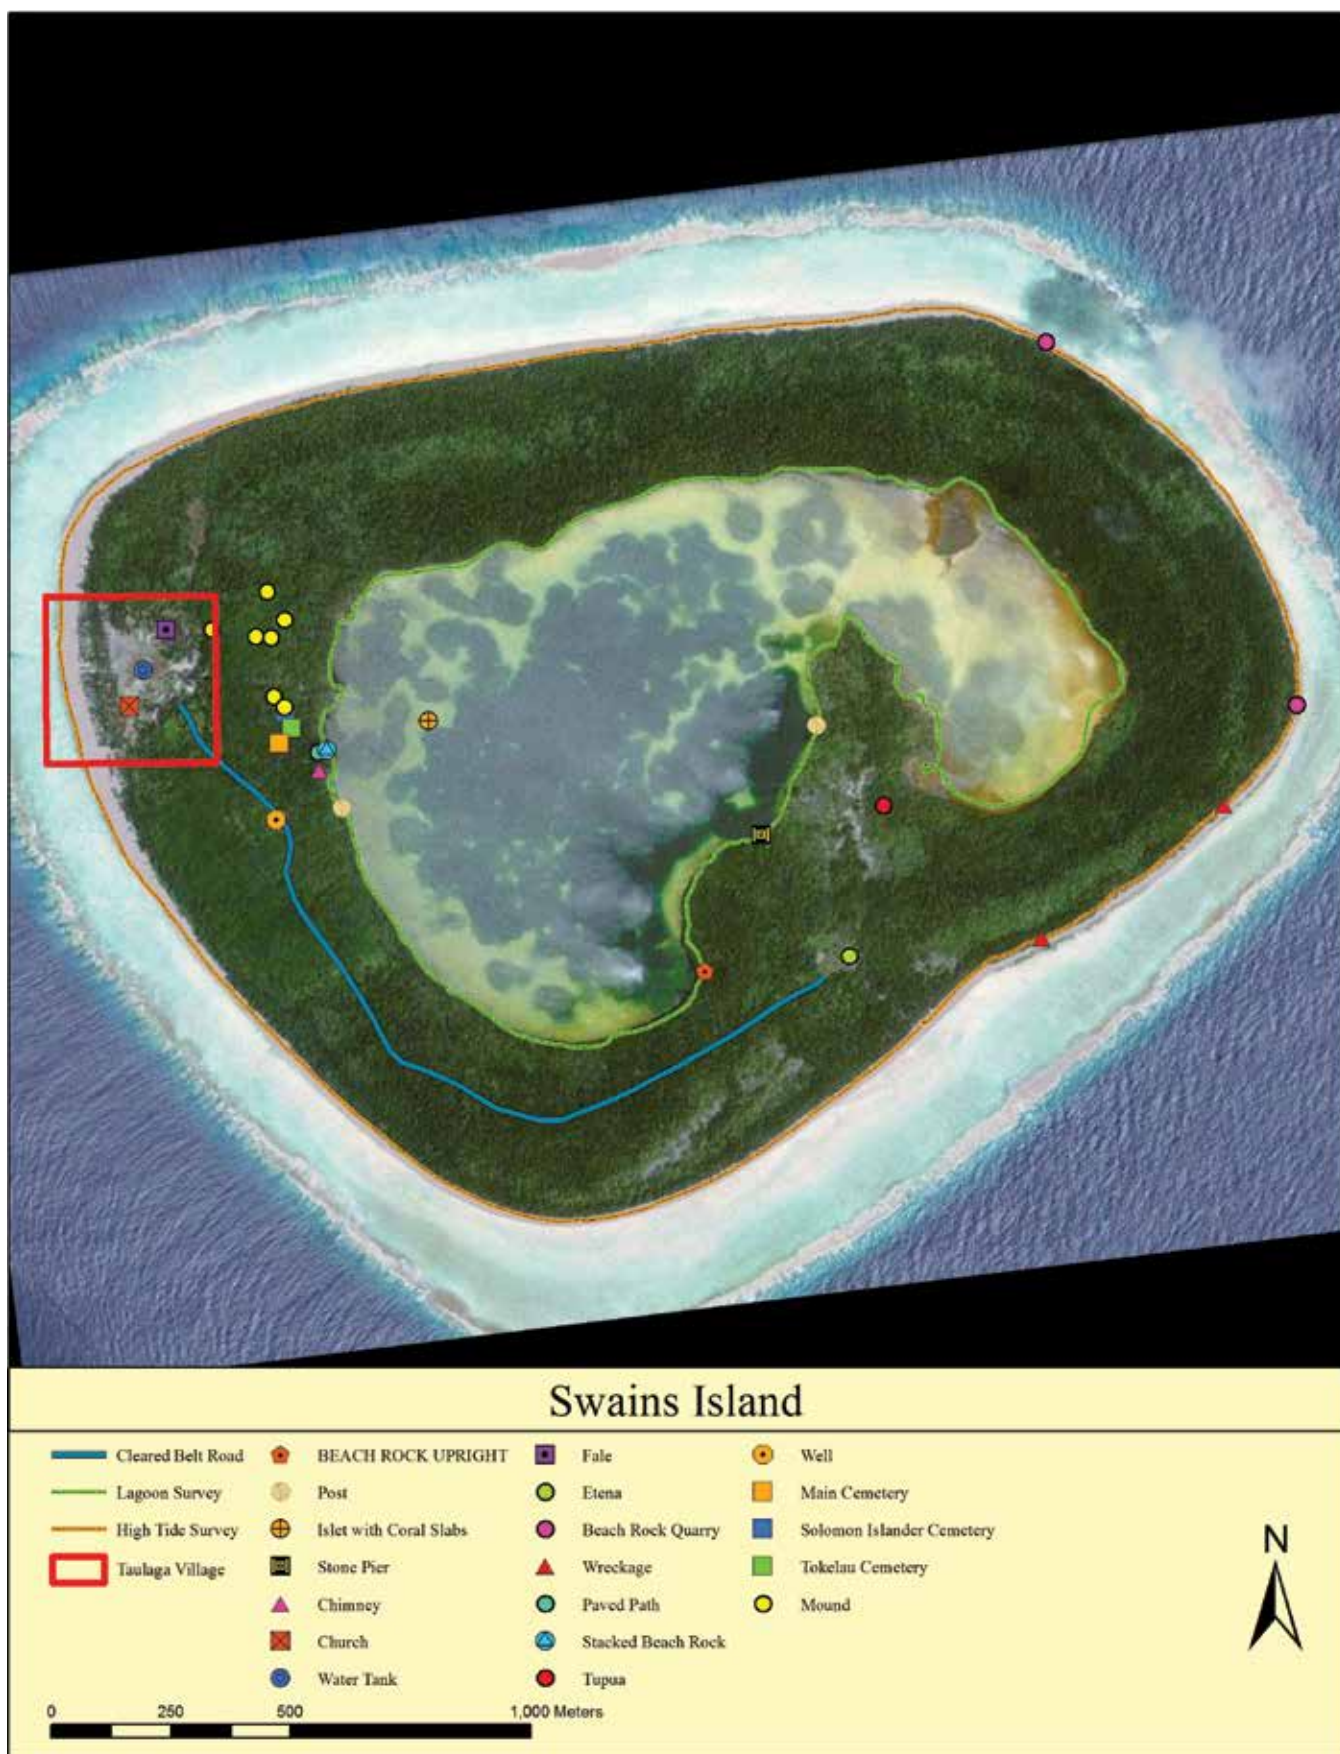 Swains Island
Cleared Belt Road
Lagoon Survey
High Tide Survey
Taulaga Village
BEACH ROCK UPRIGHT
Post
Islet with Coral Slabs
Stone Pier
Chimney
Church
Water Tank
Fale
Etena
Beach Rock Quarry
Wreckage
Paved Path
Stacked Beach Rock
Tupua
Well
Main Cemetery
Solomon Islander Cemetery
Tokelau Cemetery
Mound
N
0 250 500 1,000 Meters